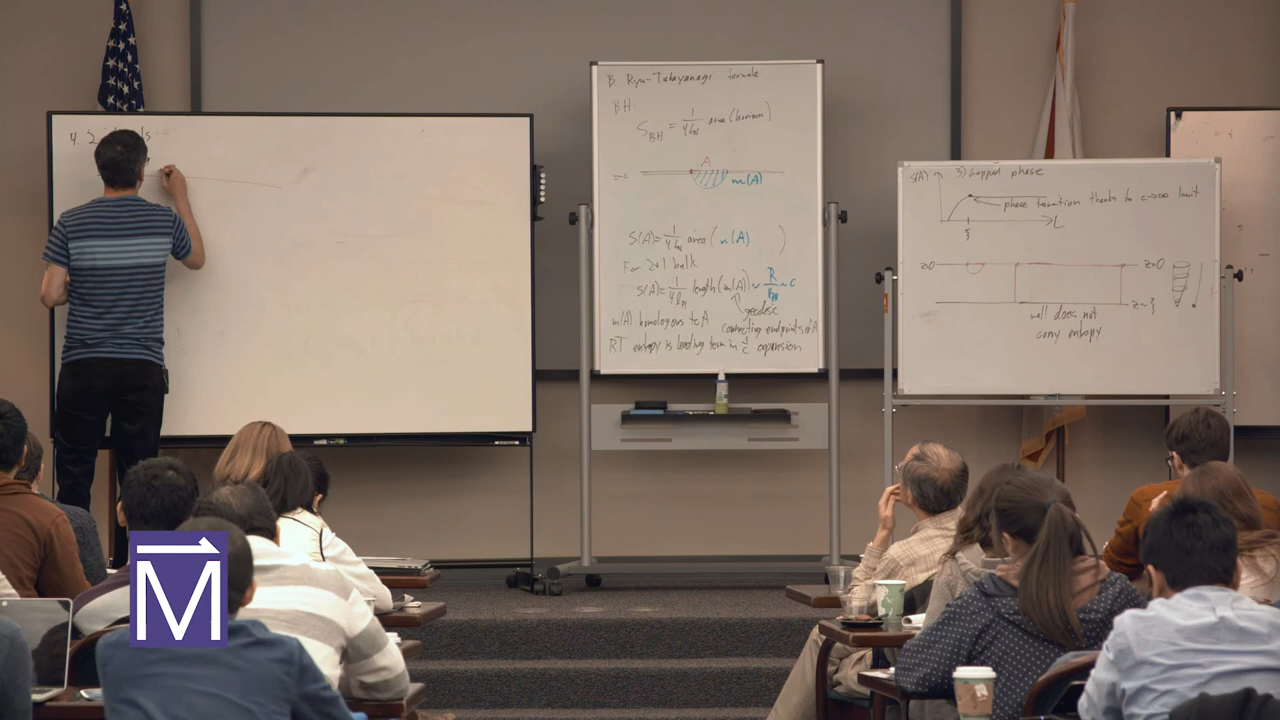 4. 2
B. Ryu-Takayanagi formula
BH:
S_BH = 1/4G_N area (horizon)
A
m(A)
S(A) = 1/4G_N area ( m(A) )
For 2+1 bulk
S(A) = 1/4G_N length (m(A)) ~ R/l_Pl ~ c
geodesic
m(A) homologous to A connecting endpoints of A
RT entropy is leading term in 1/c expansion
S(A) 3) Gapped phase
phase transition thanks to c→∞ limit
L
ξ
z=0 z=0
z~ξ
wall does not
carry entropy
M